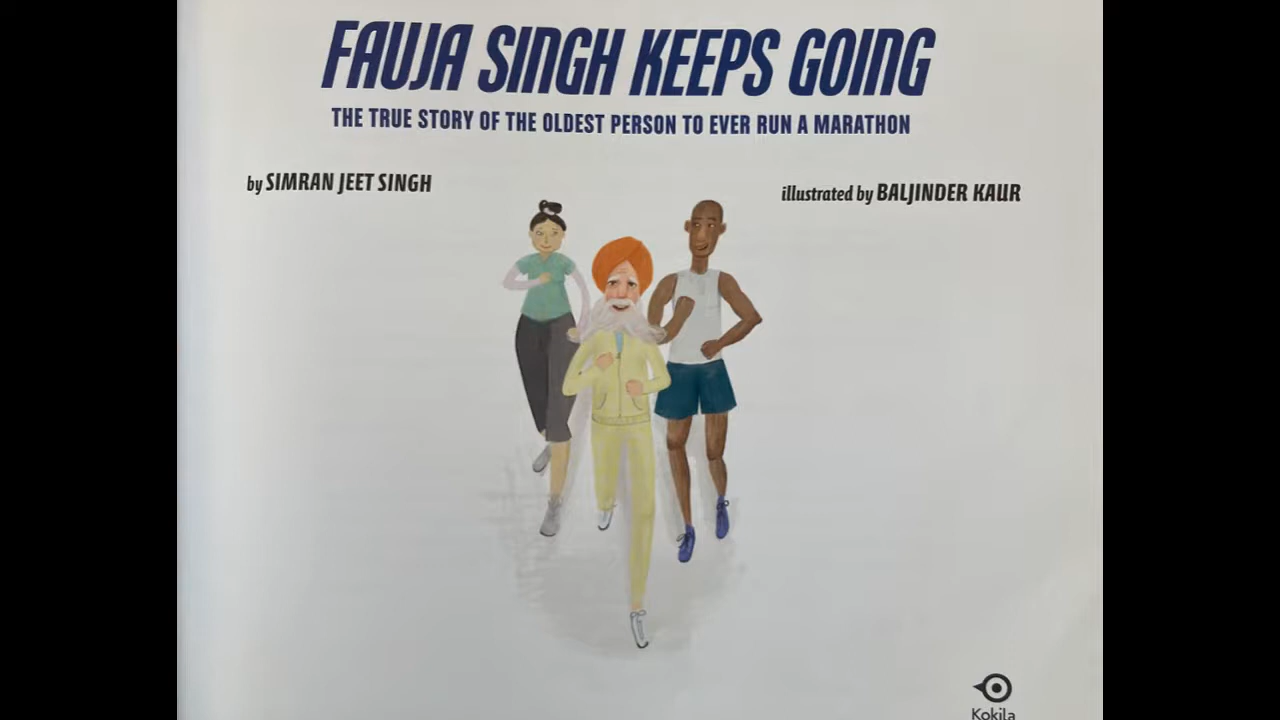 FAUJA SINGH KEEPS GOING
THE TRUE STORY OF THE OLDEST PERSON TO EVER RUN A MARATHON
by SIMRAN JEET SINGH
illustrated by BALJINDER KAUR
Kokila